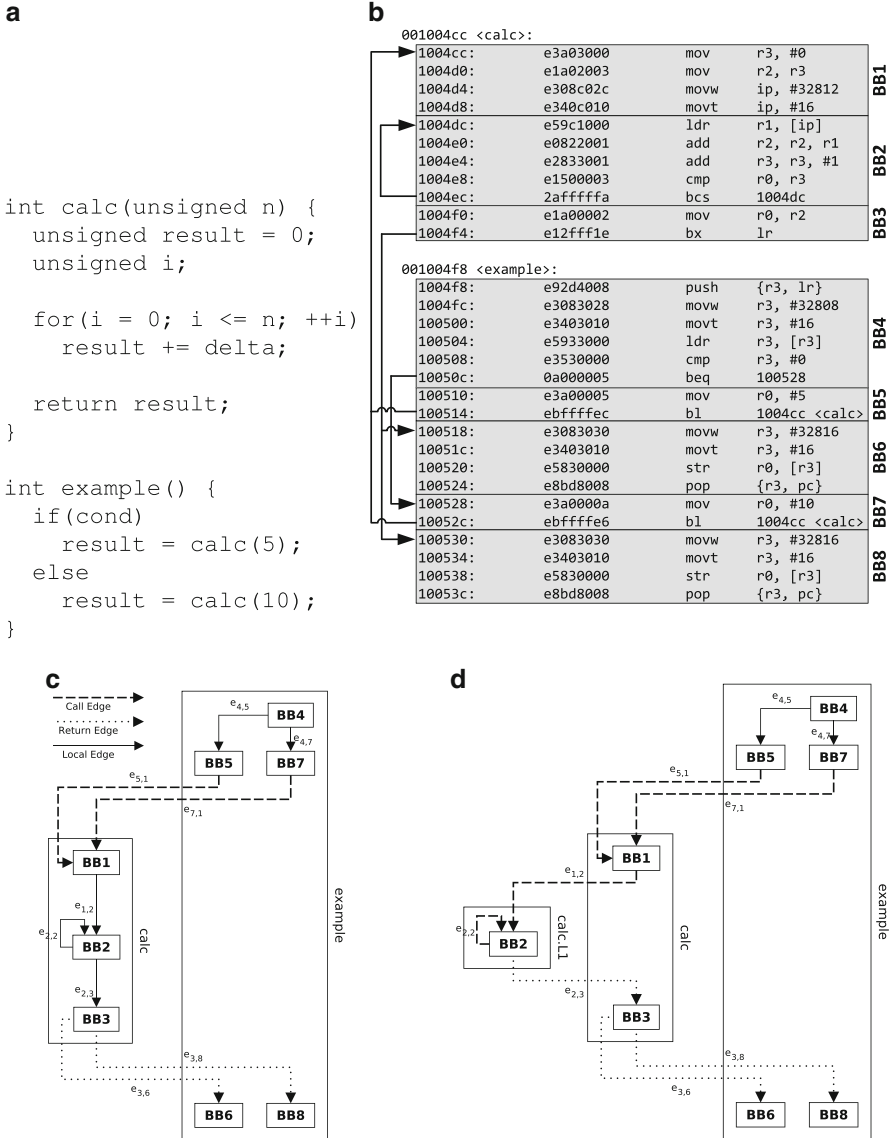 a
int calc(unsigned n) {
unsigned result = 0;
unsigned i;
for(i = 0; i <= n; ++i)
result += delta;
return result;
}
int example() {
if(cond)
result = calc(5);
else
result = calc(10);
}
b
001004cc <calc>:
1004cc: e3a03000 mov r3, #0
1004d0: e1a02003 mov r2, r3
1004d4: e308c02c movw ip, #32812
1004d8: e340c010 movt ip, #16
BB1
1004dc: e59c1000 ldr r1, [ip]
1004e0: e0822001 add r2, r2, r1
1004e4: e2833001 add r3, r3, #1
1004e8: e1500003 cmp r0, r3
1004ec: 2afffffa bcs 1004dc
BB2
1004f0: e1a00002 mov r0, r2
1004f4: e12fff1e bx lr
BB3
001004f8 <example>:
1004f8: e92d4008 push {r3, lr}
1004fc: e3083028 movw r3, #32808
100500: e3403010 movt r3, #16
100504: e5933000 ldr r3, [r3]
100508: e3530000 cmp r3, #0
10050c: 0a000005 beq 100528
BB4
100510: e3a00005 mov r0, #5
100514: ebffffec bl 1004cc <calc>
BB5
100518: e3083030 movw r3, #32816
10051c: e3403010 movt r3, #16
100520: e5830000 str r0, [r3]
100524: e8bd8008 pop {r3, pc}
BB6
100528: e3a0000a mov r0, #10
10052c: ebffffe6 bl 1004cc <calc>
BB7
100530: e3083030 movw r3, #32816
100534: e3403010 movt r3, #16
100538: e5830000 str r0, [r3]
10053c: e8bd8008 pop {r3, pc}
BB8
c
Call Edge
Return Edge
Local Edge
e4,5
BB4
e4,7
BB5
BB7
e5,1
e7,1
BB1
e1,2
e2,2
BB2
calc
e2,3
BB3
example
e3,8
e3,6
BB6
BB8
d
e4,5
BB4
e4,7
BB5
BB7
e5,1
e7,1
BB1
e1,2
e2,2
BB2
calc.L1
calc
e2,3
BB3
example
e3,8
e3,6
BB6
BB8